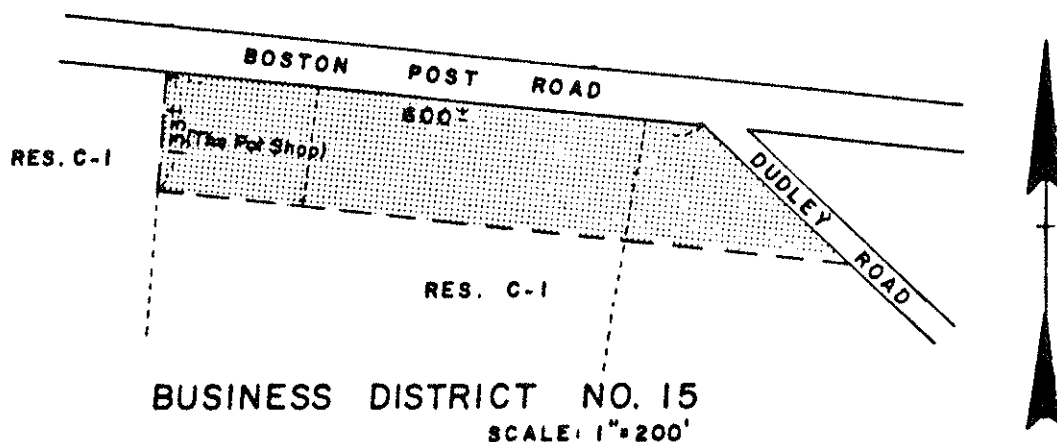 BOSTON POST ROAD
600±
133±
(The Pot Shop)
RES. C-1
DUDLEY ROAD
RES. C-1
BUSINESS DISTRICT NO. 15
SCALE: 1"=200'